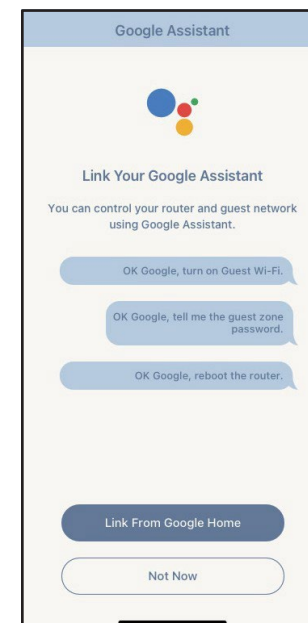 Google Assistant
Link Your Google Assistant
You can control your router and guest network
using Google Assistant.
OK Google, turn on Guest Wi-Fi.
OK Google, tell me the guest zone
password.
OK Google, reboot the router.
Link From Google Home
Not Now